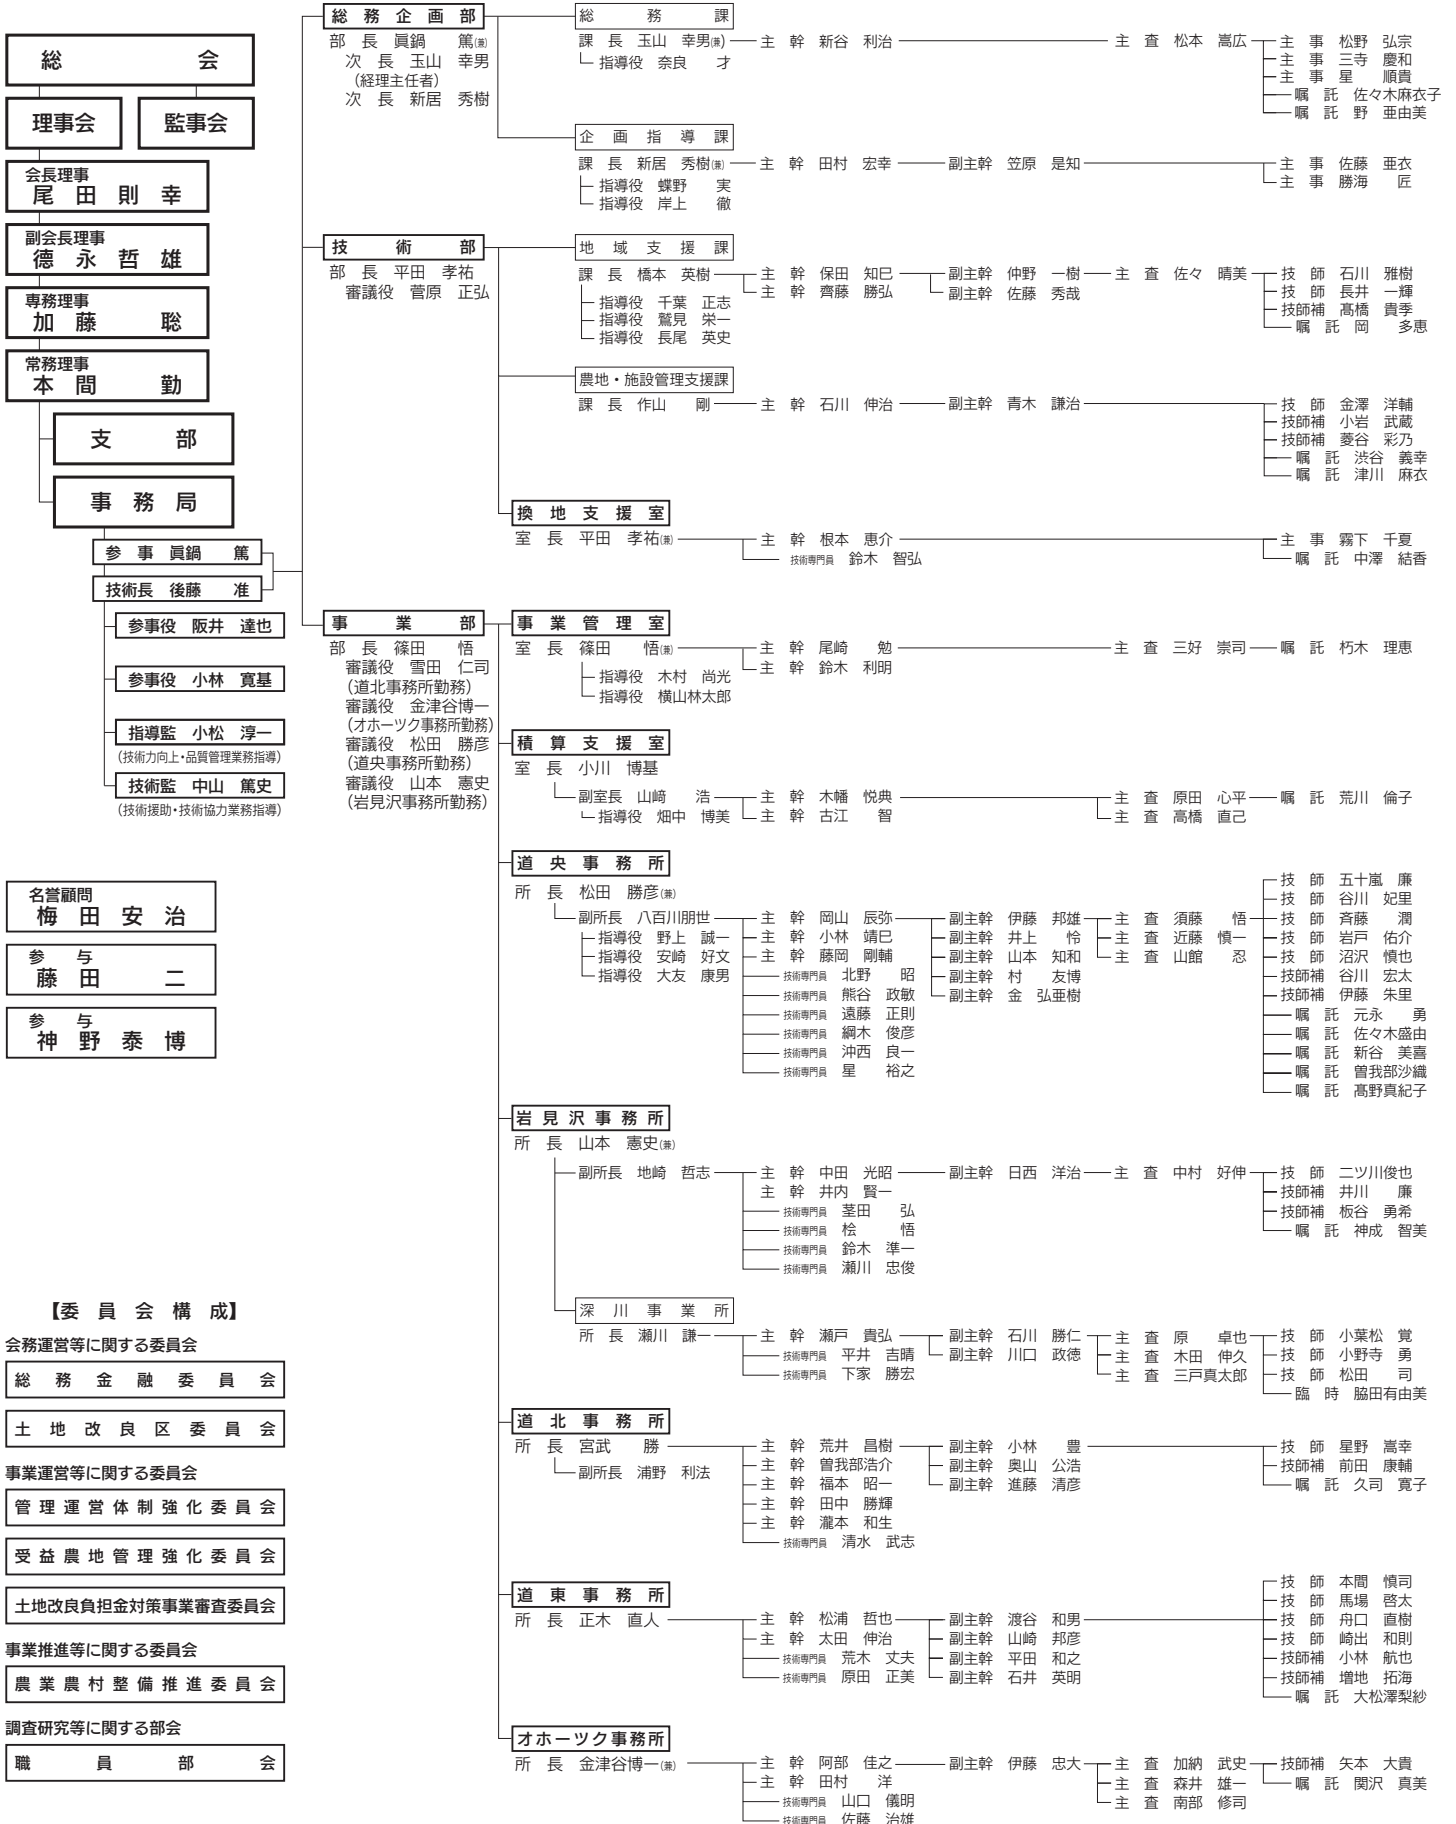 総　　会
理事会　監事会
会長理事
尾田則幸
副会長理事
德永哲雄
専務理事
加藤　聡
常務理事
本間　勤
支　部
事務局
参　事　眞鍋　篤
技術長　後藤　准
参事役　阪井　達也
参事役　小林　寛基
指導監　小松　淳一
(技術力向上・品質管理業務指導)
技術監　中山　篤史
(技術援助・技術協力業務指導)
名誉顧問
梅田安治
参　与
藤田　二
参　与
神野泰博
【委員会構成】
会務運営等に関する委員会
総務金融委員会
土地改良区委員会
事業運営等に関する委員会
管理運営体制強化委員会
受益農地管理強化委員会
土地改良負担金対策事業審査委員会
事業推進等に関する委員会
農業農村整備推進委員会
調査研究等に関する部会
職員部会
総務企画部
部　長　眞鍋　篤(兼)
次　長　玉山　幸男
(経理主任者)
次　長　新居　秀樹
総務課
課　長　玉山　幸男(兼)　主　幹　新谷　利治　主　査　松本　嵩広　主　事　松野　弘宗
指導役　奈良　才　主　事　三寺　慶和
主　事　星　順貴
嘱　託　佐々木麻衣子
嘱　託　野　亜由美
企画指導課
課　長　新居　秀樹(兼)　主　幹　田村　宏幸　副主幹　笠原　是知　主　事　佐藤　亜衣
指導役　蝶野　実　主　事　勝海　匠
指導役　岸上　徹
技術部
部　長　平田　孝祐
審議役　菅原　正弘
地域支援課
課　長　橋本　英樹　主　幹　保田　知巳　副主幹　仲野　一樹　主　査　佐々　晴美　技　師　石川　雅樹
主　幹　齊藤　勝弘　副主幹　佐藤　秀哉　技　師　長井　一輝
指導役　千葉　正志　技師補　髙橋　貴季
指導役　鷲見　栄一　嘱　託　岡　多恵
指導役　長尾　英史
農地・施設管理支援課
課　長　作山　剛　主　幹　石川　伸治　副主幹　青木　謙治　技　師　金澤　洋輔
技師補　小岩　武蔵
技師補　菱谷　彩乃
嘱　託　渋谷　義幸
嘱　託　津川　麻衣
換地支援室
室　長　平田　孝祐(兼)　主　幹　根本　恵介　主　事　霧下　千夏
技術専門員　鈴木　智弘　嘱　託　中澤　結香
事業部
部　長　篠田　悟
審議役　雪田　仁司
(道北事務所勤務)
審議役　金津谷博一
(オホーツク事務所勤務)
審議役　松田　勝彦
(道央事務所勤務)
審議役　山本　憲史
(岩見沢事務所勤務)
事業管理室
室　長　篠田　悟(兼)　主　幹　尾崎　勉　主　査　三好　崇司　嘱　託　朽木　理恵
主　幹　鈴木　利明
指導役　木村　尚光
指導役　横山林太郎
積算支援室
室　長　小川　博基
副室長　山﨑　浩　主　幹　木幡　悦典　主　査　原田　心平　嘱　託　荒川　倫子
指導役　畑中　博美　主　幹　古江　智　主　査　高橋　直己
道央事務所
所　長　松田　勝彦(兼)
副所長　八百川朋世　主　幹　岡山　辰弥　副主幹　伊藤　邦雄　主　査　須藤　悟
指導役　野上　誠一　主　幹　小林　靖巳　副主幹　井上　怜　主　査　近藤　慎一
指導役　安崎　好文　主　幹　藤岡　剛輔　副主幹　山本　知和　主　査　山館　忍
指導役　大友　康男　技術専門員　北野　昭　副主幹　村　友博
技術専門員　熊谷　政敏　副主幹　金　弘亜樹
技術専門員　遠藤　正則
技術専門員　綱木　俊彦
技術専門員　沖西　良一
技術専門員　星　裕之
技　師　五十嵐　廉
技　師　谷川　妃里
技　師　斉藤　潤
技　師　岩戸　佑介
技　師　沼沢　慎也
技師補　谷川　宏太
技師補　伊藤　朱里
嘱　託　元永　勇
嘱　託　佐々木盛由
嘱　託　新谷　美喜
嘱　託　曽我部沙織
嘱　託　髙野真紀子
岩見沢事務所
所　長　山本　憲史(兼)
副所長　地崎　哲志　主　幹　中田　光昭　副主幹　日西　洋治　主　査　中村　好伸　技　師　二ツ川俊也
主　幹　井内　賢一　技師補　井川　廉
技術専門員　茎田　弘　技師補　板谷　勇希
技術専門員　桧　悟　嘱　託　神成　智美
技術専門員　鈴木　準一
技術専門員　瀬川　忠俊
深川事業所
所　長　瀬川　謙一　主　幹　瀬戸　貴弘　副主幹　石川　勝仁　主　査　原　卓也　技　師　小葉松　覚
技術専門員　平井　吉晴　副主幹　川口　政徳　主　査　木田　伸久　技　師　小野寺　勇
技術専門員　下家　勝宏　主　査　三戸真太郎　技　師　松田　司
臨　時　脇田有由美
道北事務所
所　長　宮武　勝　主　幹　荒井　昌樹　副主幹　小林　豊　技　師　星野　嵩幸
副所長　浦野　利法　主　幹　曽我部浩介　副主幹　奥山　公浩　技師補　前田　康輔
主　幹　福本　昭一　副主幹　進藤　清彦　嘱　託　久司　寛子
主　幹　田中　勝輝
主　幹　瀧本　和生
技術専門員　清水　武志
道東事務所
所　長　正木　直人　主　幹　松浦　哲也　副主幹　渡谷　和男
主　幹　太田　伸治　副主幹　山崎　邦彦
技術専門員　荒木　丈夫　副主幹　平田　和之
技術専門員　原田　正美　副主幹　石井　英明
技　師　本間　慎司
技　師　馬場　啓太
技　師　舟口　直樹
技　師　崎出　和則
技師補　小林　航也
技師補　増地　拓海
嘱　託　大松澤梨紗
オホーツク事務所
所　長　金津谷博一(兼)　主　幹　阿部　佳之　副主幹　伊藤　忠大　主　査　加納　武史　技師補　矢本　大貴
主　幹　田村　洋　主　査　森井　雄一　嘱　託　関沢　真美
技術専門員　山口　儀明　主　査　南部　修司
技術専門員　佐藤　治雄